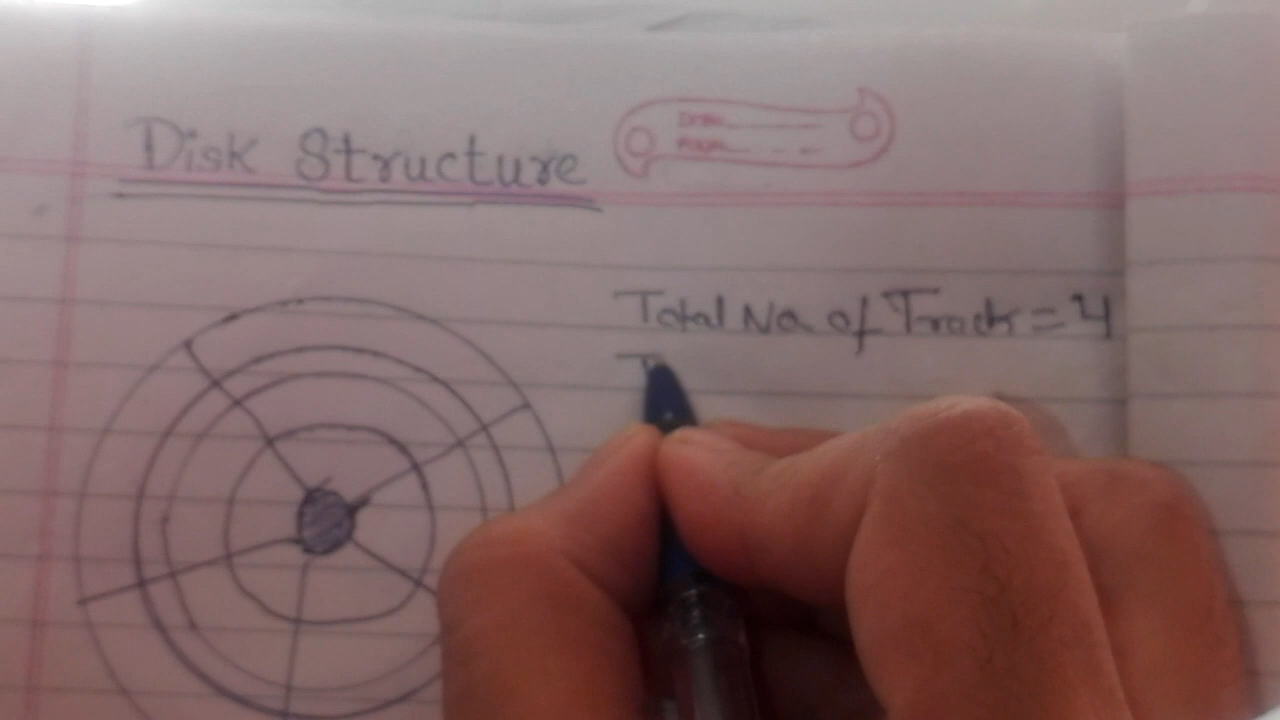 Disk Structure
Total No. of Track = 4
T